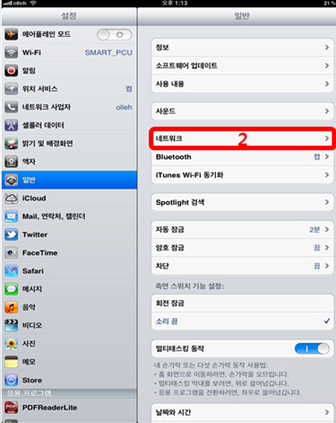 olleh
오후 1:13
21%
설정
에어플레인 모드
Wi-Fi SMART_PCU
알림
위치 서비스 켬
네트워크 사업자 olleh
셀룰러 데이터
밝기 및 배경화면
액자
일반
iCloud
Mail, 연락처, 캘린더
Twitter
FaceTime
Safari
메시지
음악
비디오
사진
메모
Store
응용 프로그램
PDFReaderLite
일반
정보
소프트웨어 업데이트
사용 내용
사운드
네트워크 2
Bluetooth 켬
iTunes Wi-Fi 동기화
Spotlight 검색
자동 잠금 2분
암호 잠금 끔
차단 끔
측면 스위치 기능 설정:
회전 잠금
소리 끔
멀티태스킹 동작
네 손가락 또는 다섯 손가락 동작 사용법:
• 홈 화면으로 이동하려면, 손가락을 오므립니다.
• 멀티태스킹 막대를 보려면, 위로 쓸어넘깁니다.
• 응용 프로그램을 전환하려면, 좌우로 쓸어넘깁니다.
날짜와 시간